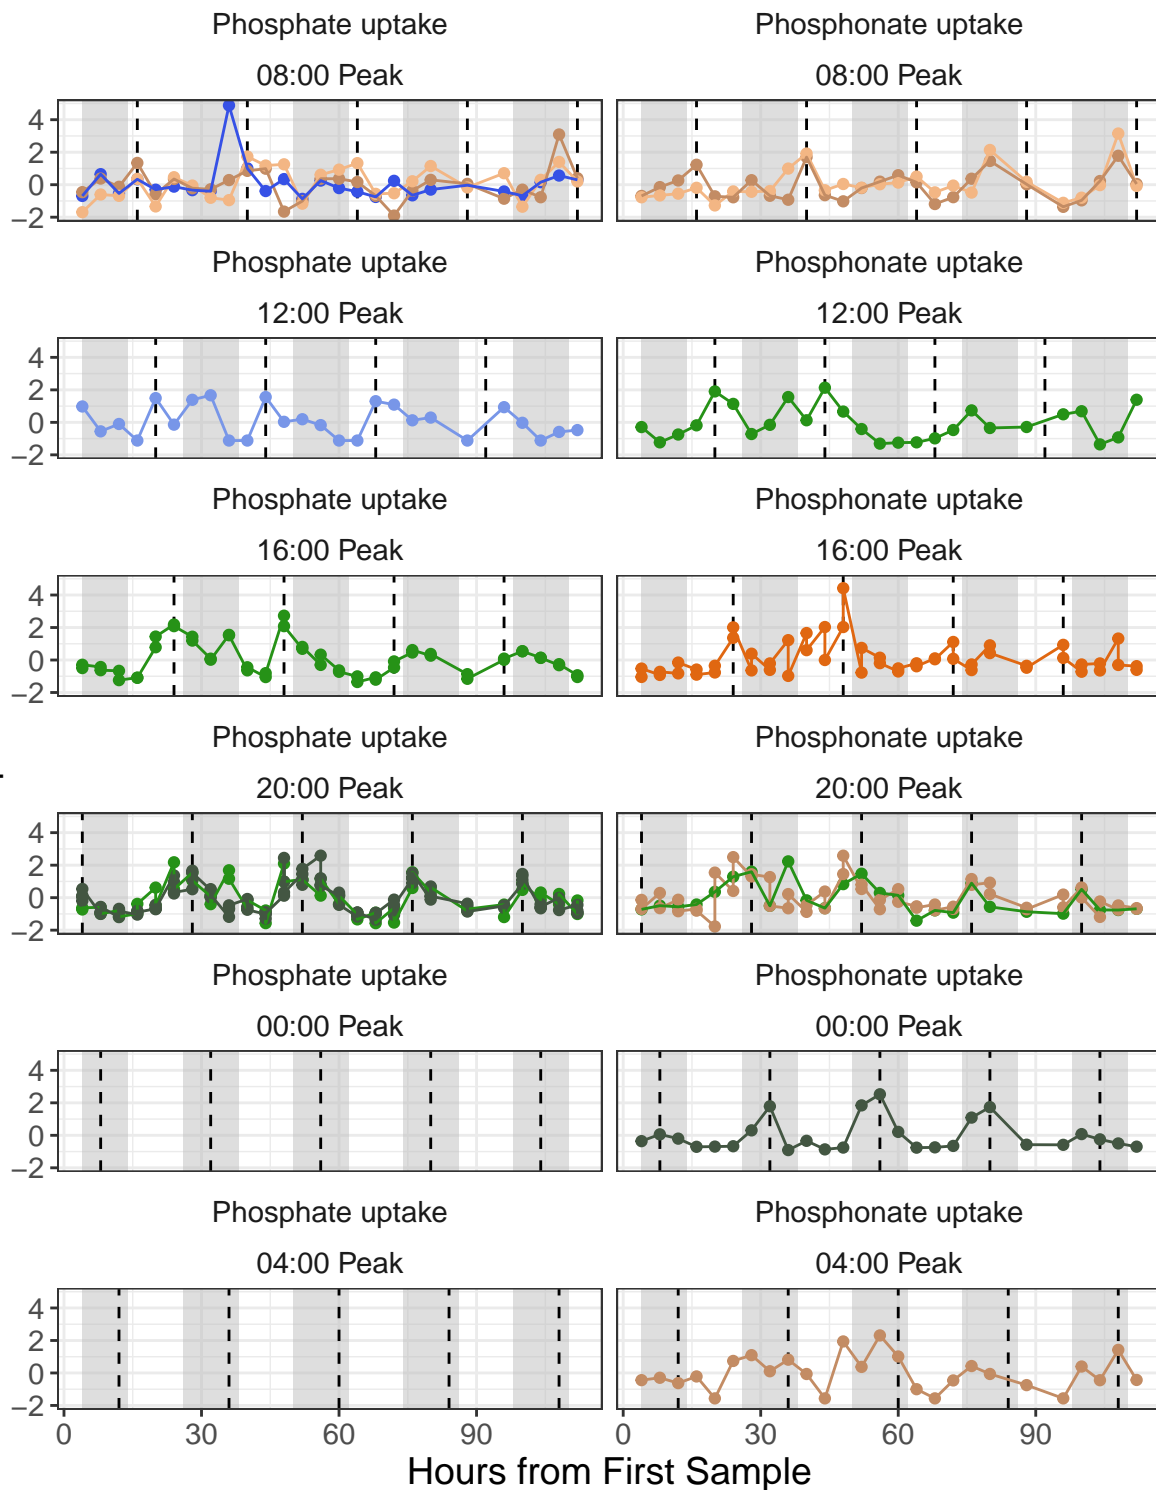 Phosphate uptake Phosphonate uptake
08:00 Peak 08:00 Peak
4
2
0
−2
Phosphate uptake Phosphonate uptake
12:00 Peak 12:00 Peak
4
2
0
−2
Phosphate uptake Phosphonate uptake
16:00 Peak 16:00 Peak
4
2
0
−2
Phosphate uptake Phosphonate uptake
20:00 Peak 20:00 Peak
4
2
0
−2
Phosphate uptake Phosphonate uptake
00:00 Peak 00:00 Peak
4
2
0
−2
Phosphate uptake Phosphonate uptake
04:00 Peak 04:00 Peak
4
2
0
−2
0 30 60 90 0 30 60 90
Hours from First Sample